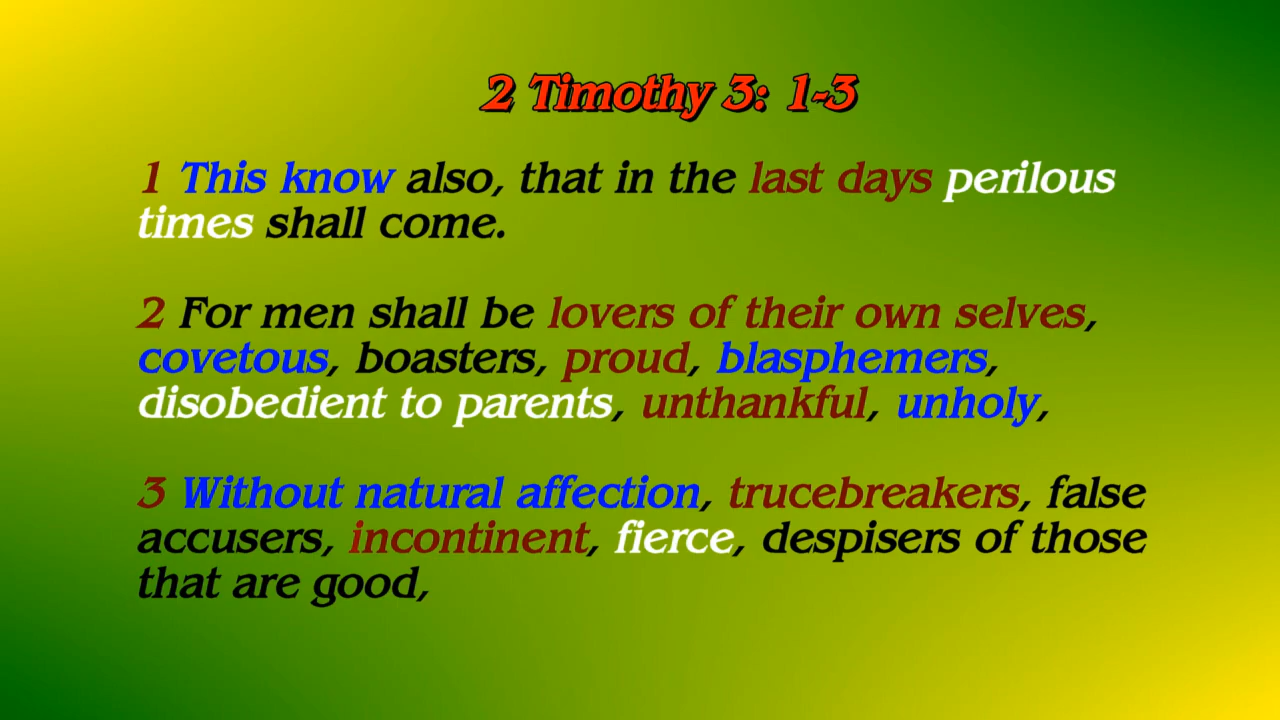 2 Timothy 3: 1-3
1 This know also, that in the last days perilous
times shall come.
2 For men shall be lovers of their own selves,
covetous, boasters, proud, blasphemers,
disobedient to parents, unthankful, unholy,
3 Without natural affection, trucebreakers, false
accusers, incontinent, fierce, despisers of those
that are good,